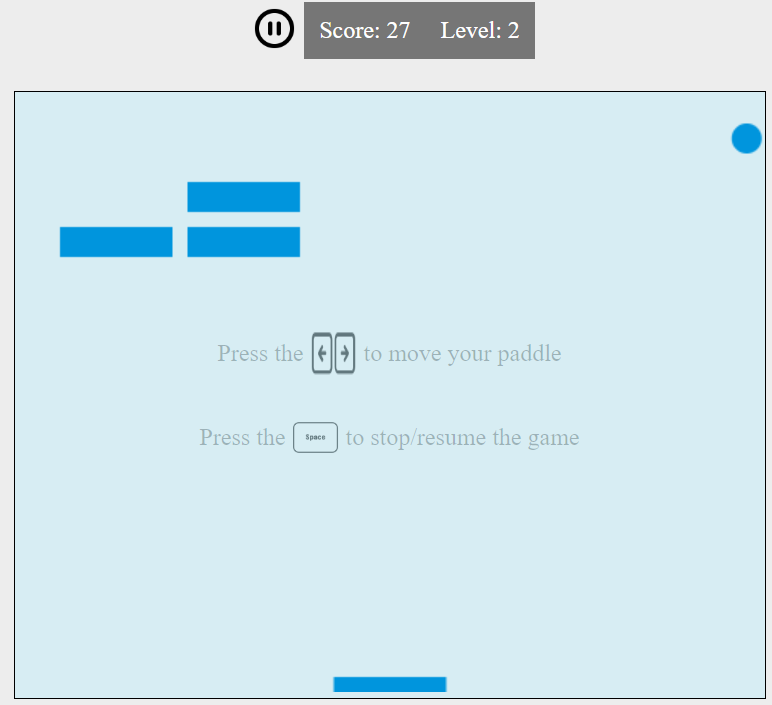 Score: 27 Level: 2
Press the to move your paddle
Press the Space to stop/resume the game